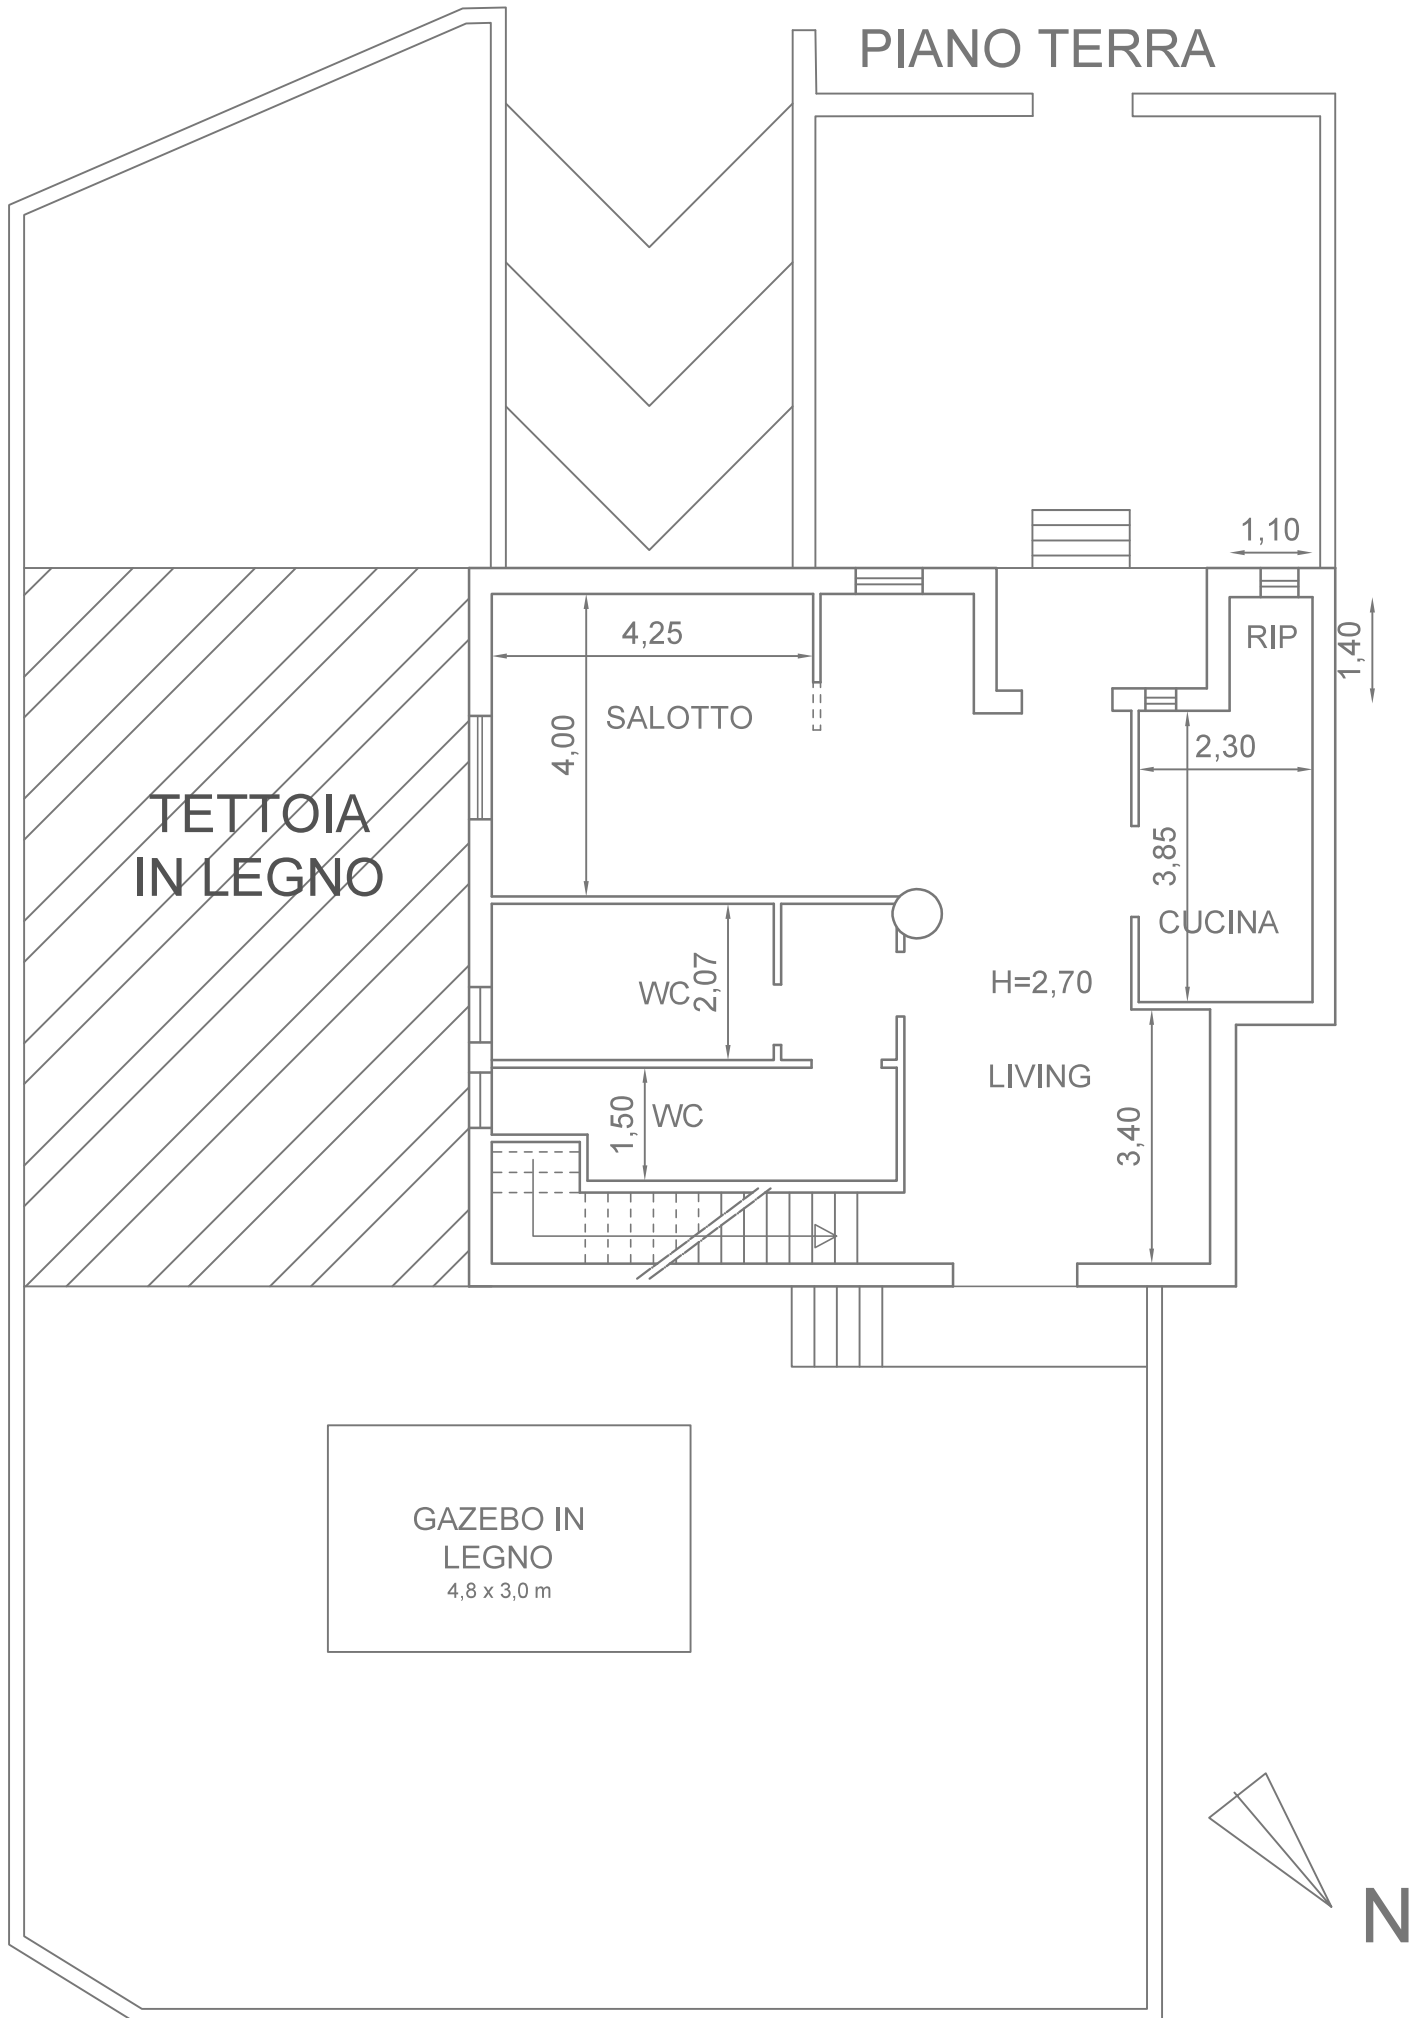 PIANO TERRA
1,10
RIP
1,40
4,25
SALOTTO
4,00
2,30
TETTOIA
IN LEGNO
3,85
CUCINA
WC
2,07
H=2,70
LIVING
1,50
WC
3,40
GAZEBO IN
LEGNO
4,8 x 3,0 m
N